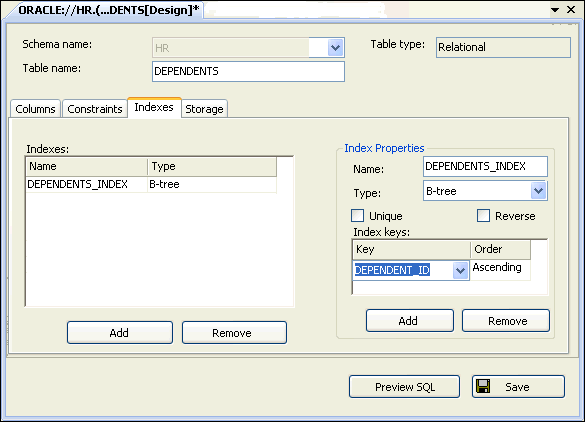 ORACLE://HR.(...DENTS[Design]*
Schema name: HR Table type: Relational
Table name: DEPENDENTS
Columns Constraints Indexes Storage
Indexes:
Name Type
DEPENDENTS_INDEX B-tree
Add Remove
Index Properties
Name: DEPENDENTS_INDEX
Type: B-tree
Unique Reverse
Index keys:
Key Order
DEPENDENT_ID Ascending
Add Remove
Preview SQL Save